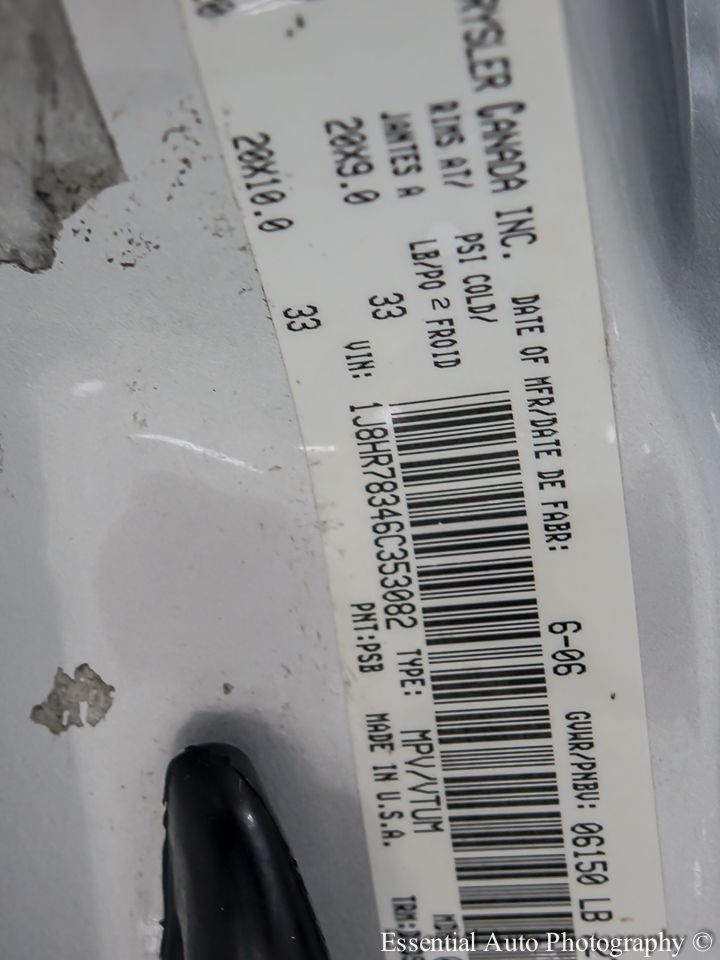 RYSLER CANADA INC. DATE OF MFR/DATE DE FABR: 6-06 GVWR/PNBV: 06150 LB
RIMS AT/ PSI COLD/
JANTES A LB/PO 2 FROID
20X9.0 33
20X10.0 33
VIN: 1J8HR78346C353082 TYPE: MPV/VTUM
PNT:PSB MADE IN U.S.A. TRM:
Essential Auto Photography ©